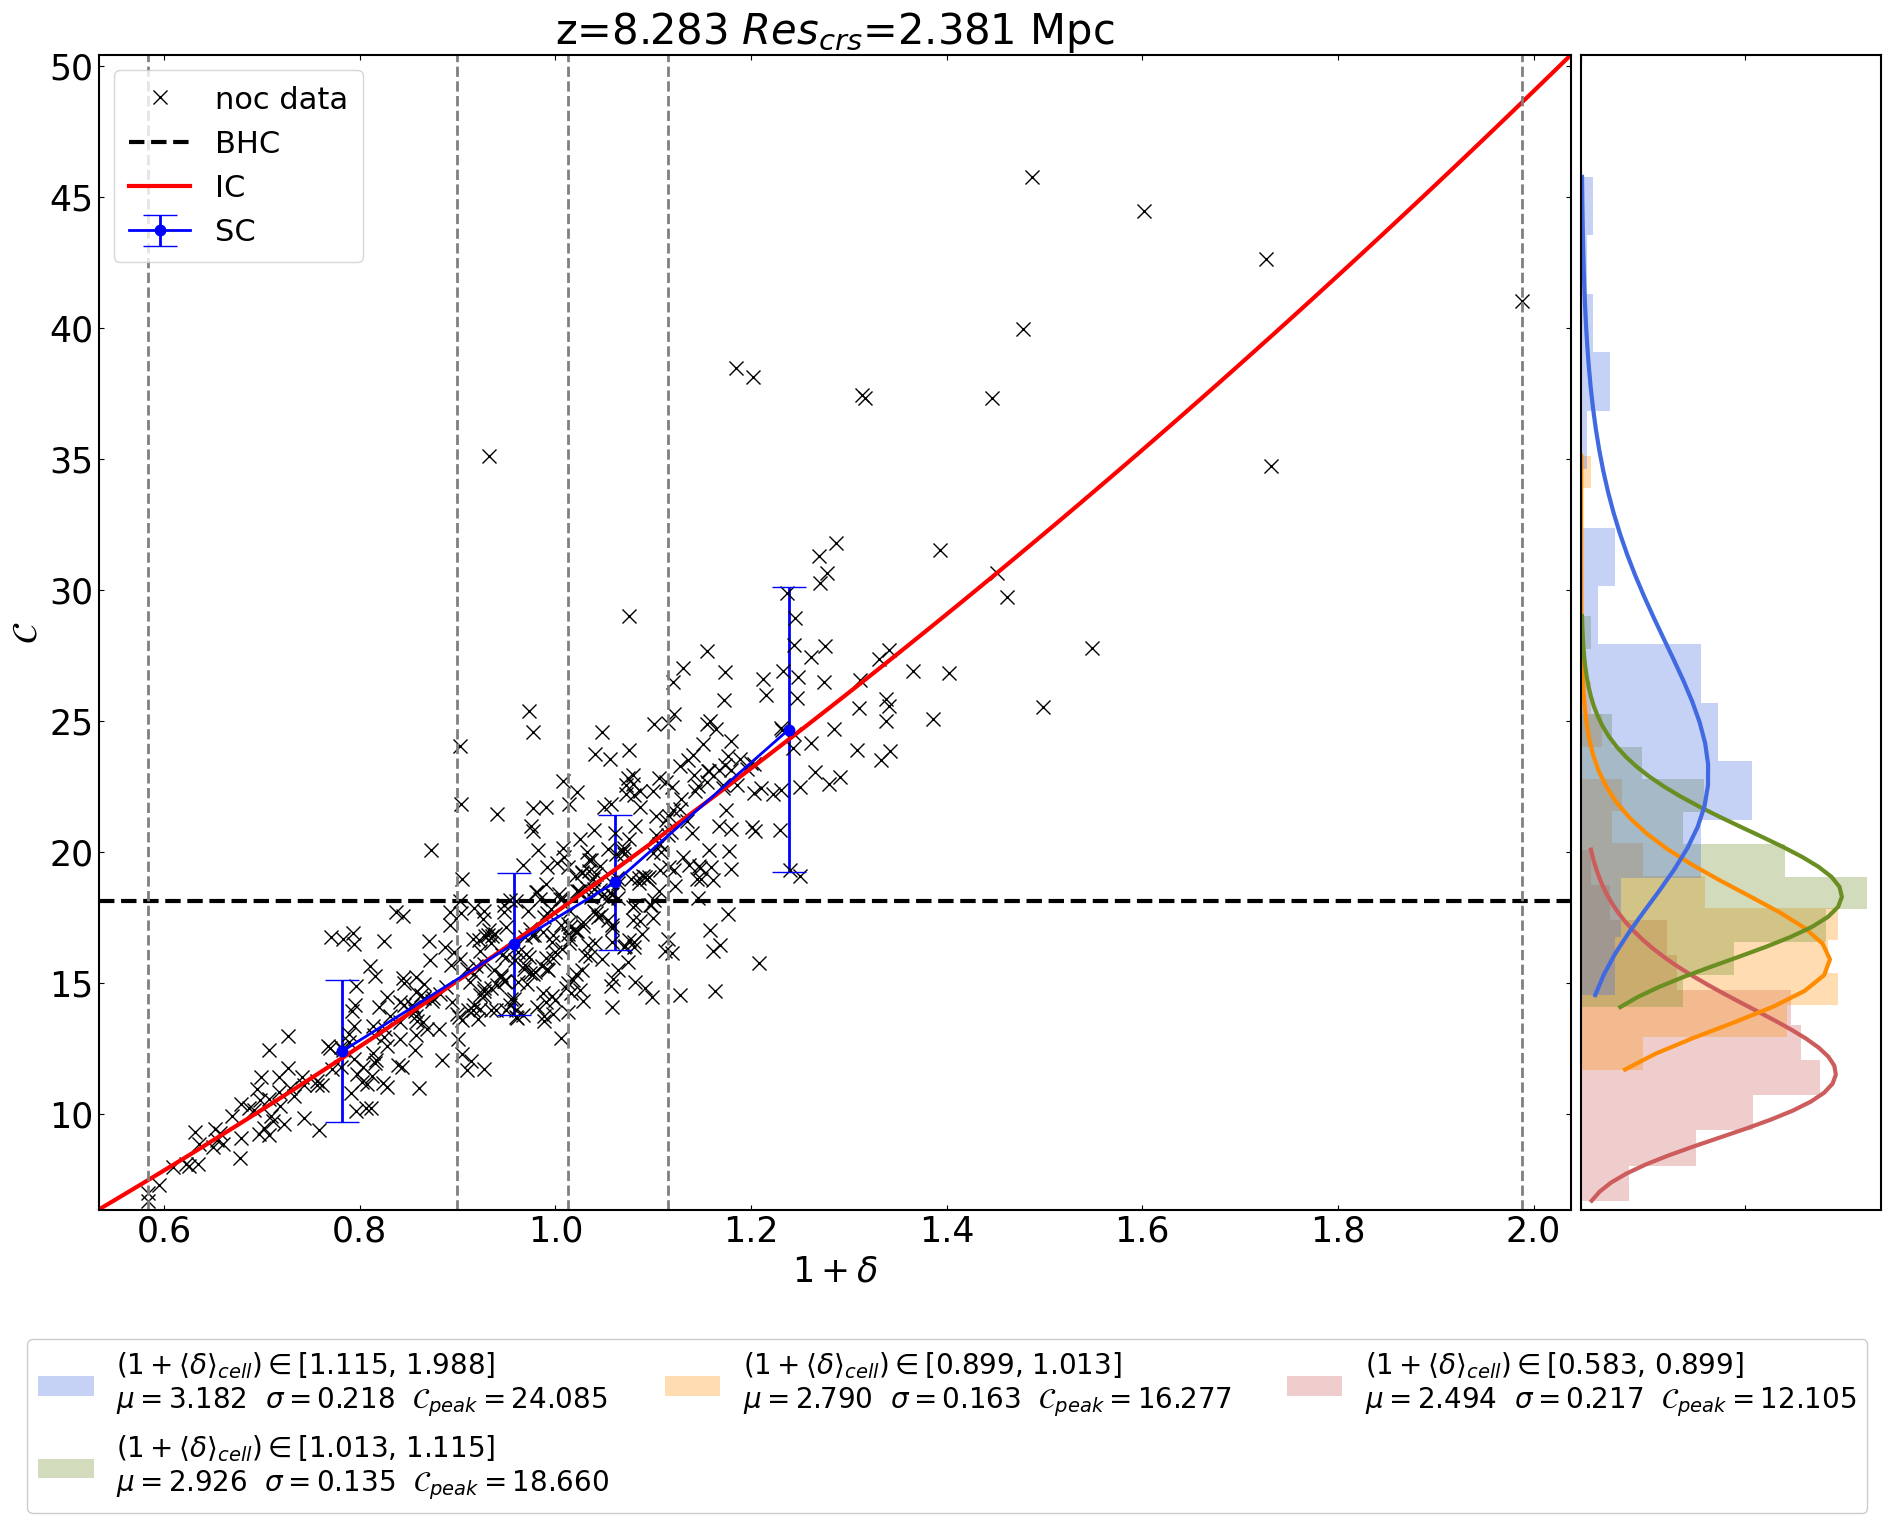 z=8.283 Res_crs=2.381 Mpc
50
45
40
35
30
25
20
15
10
𝒞
noc data
BHC
IC
SC
0.6 0.8 1.0 1.2 1.4 1.6 1.8 2.0
1 + δ
(1 + ⟨δ⟩_cell) ∈ [1.115, 1.988]
μ = 3.182 σ = 0.218 𝒞_peak = 24.085
(1 + ⟨δ⟩_cell) ∈ [1.013, 1.115]
μ = 2.926 σ = 0.135 𝒞_peak = 18.660
(1 + ⟨δ⟩_cell) ∈ [0.899, 1.013]
μ = 2.790 σ = 0.163 𝒞_peak = 16.277
(1 + ⟨δ⟩_cell) ∈ [0.583, 0.899]
μ = 2.494 σ = 0.217 𝒞_peak = 12.105